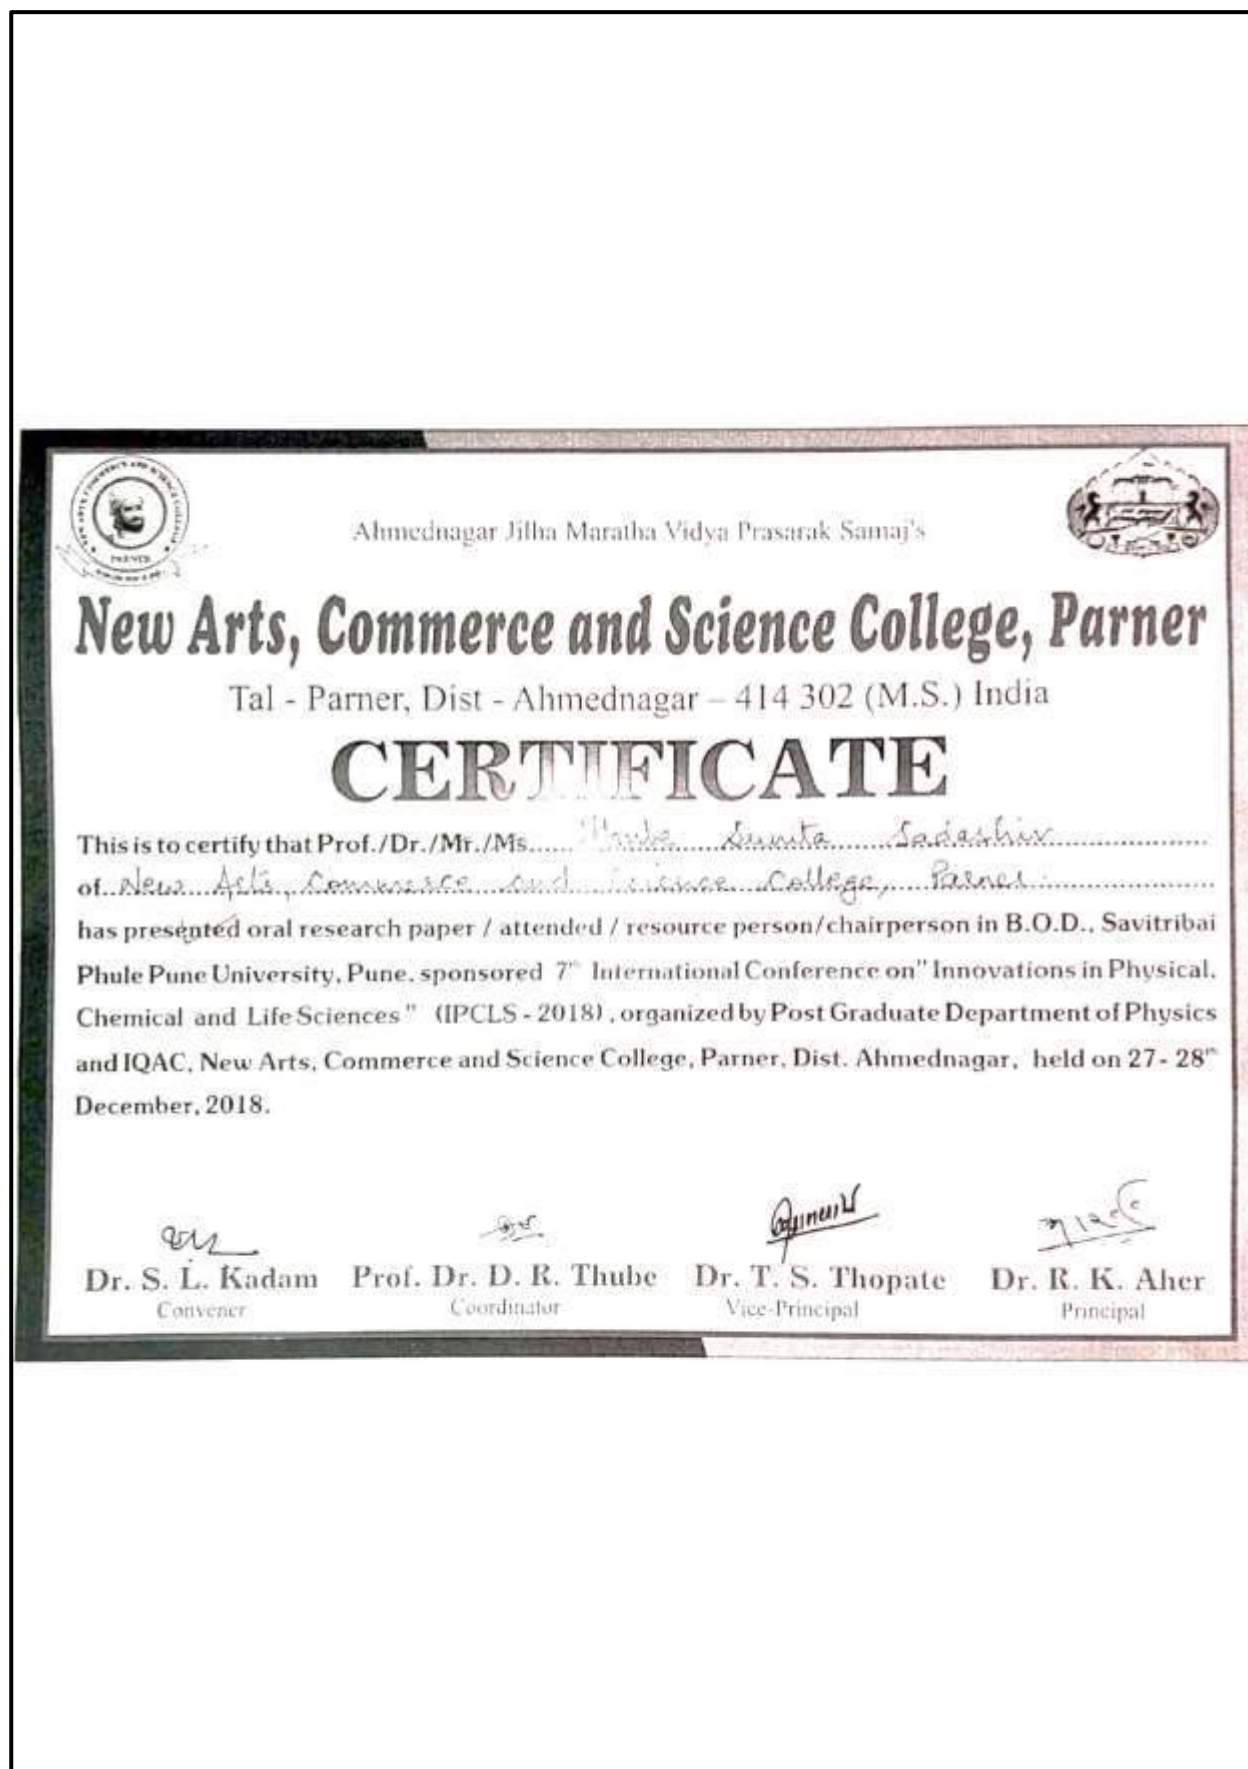 Ahmednagar Jilha Maratha Vidya Prasarak Samaj's
New Arts, Commerce and Science College, Parner
Tal - Parner, Dist - Ahmednagar – 414 302 (M.S.) India
CERTIFICATE
This is to certify that Prof./Dr./Mr./Ms...... Sunita Sadashiv
of New Arts, Commerce and Science College, Parner
has presented oral research paper / attended / resource person/chairperson in B.O.D., Savitribai
Phule Pune University, Pune. sponsored 7th International Conference on" Innovations in Physical,
Chemical and Life Sciences" (IPCLS - 2018), organized by Post Graduate Department of Physics
and IQAC, New Arts, Commerce and Science College, Parner, Dist. Ahmednagar, held on 27- 28th
December, 2018.
Dr. S. L. Kadam Prof. Dr. D. R. Thube Dr. T. S. Thopate Dr. R. K. Aher
Convener Coordinator Vice-Principal Principal